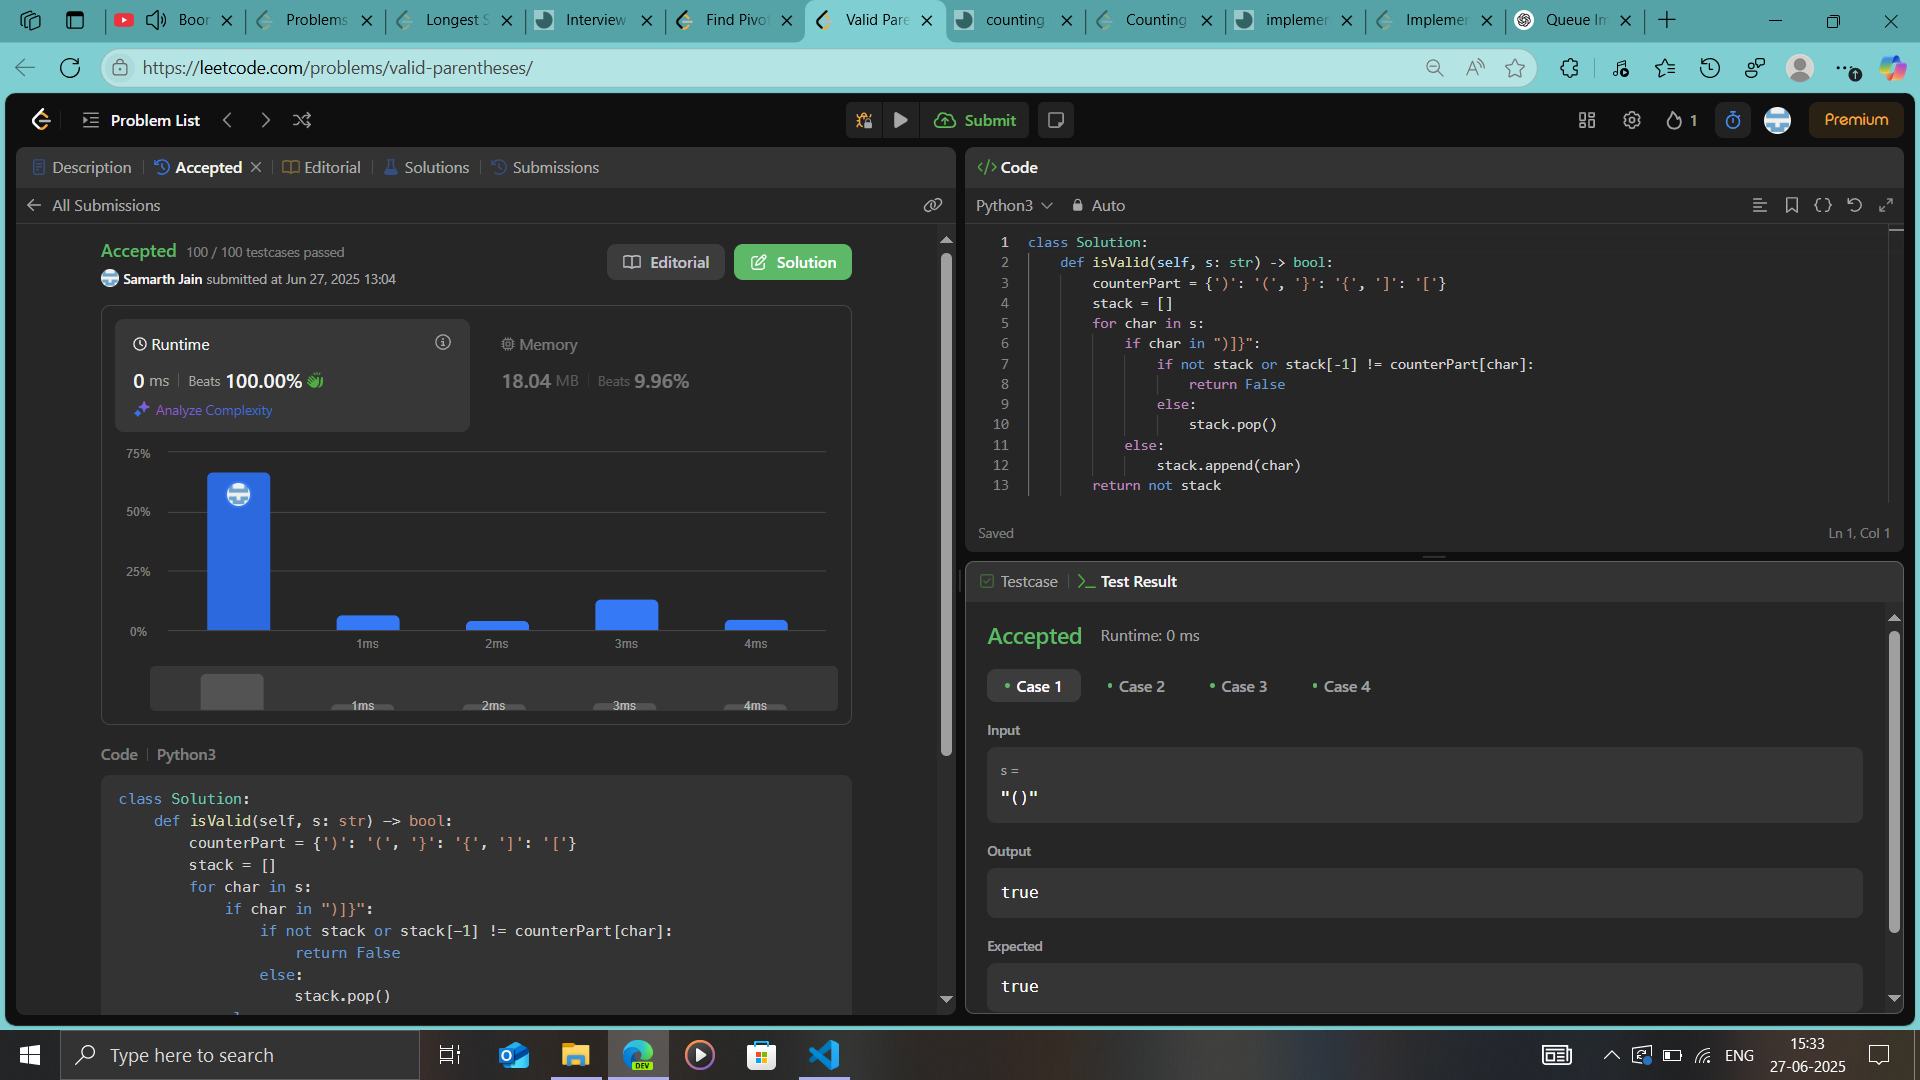 Boor
Problems
Longest S
Interview
Find Pivo
Valid Pare
counting
Counting
implemen
Implemen
Queue Im
https://leetcode.com/problems/valid-parentheses/
Problem List
Submit
1
Premium
Description
Accepted
Editorial
Solutions
Submissions
All Submissions
Accepted 100 / 100 testcases passed
Samarth Jain submitted at Jun 27, 2025 13:04
Editorial
Solution
Runtime
0 ms Beats 100.00%
Analyze Complexity
Memory
18.04 MB Beats 9.96%
75%
50%
25%
0%
1ms 2ms 3ms 4ms
1ms 2ms 3ms 4ms
Code Python3
class Solution:
    def isValid(self, s: str) -> bool:
        counterPart = {')': '(', '}': '{', ']': '['}
        stack = []
        for char in s:
            if char in ")]}":
                if not stack or stack[-1] != counterPart[char]:
                    return False
                else:
                    stack.pop()
</> Code
Python3
Auto
1 class Solution:
2     def isValid(self, s: str) -> bool:
3         counterPart = {')': '(', '}': '{', ']': '['}
4         stack = []
5         for char in s:
6             if char in ")]}":
7                 if not stack or stack[-1] != counterPart[char]:
8                     return False
9                 else:
10                     stack.pop()
11             else:
12                 stack.append(char)
13         return not stack
Saved
Ln 1, Col 1
Testcase
Test Result
Accepted Runtime: 0 ms
Case 1 Case 2 Case 3 Case 4
Input
s =
"()"
Output
true
Expected
true
Type here to search
DEV
ENG
15:33
27-06-2025